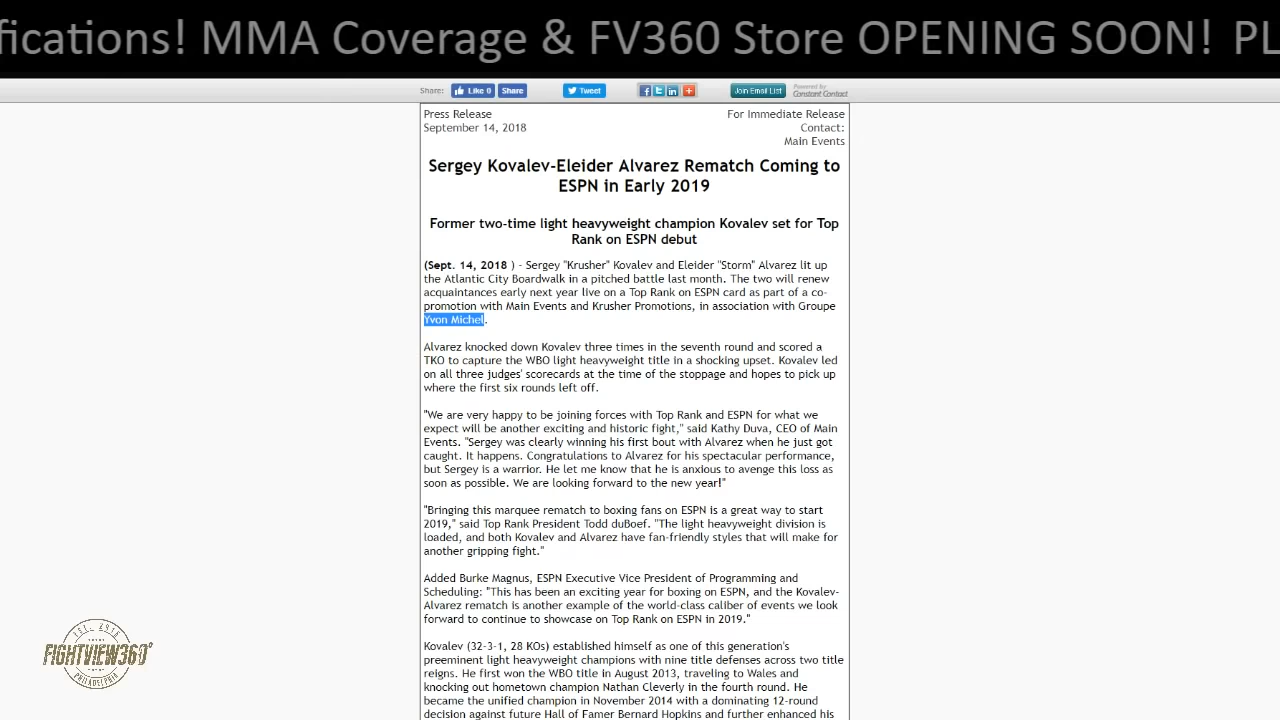 fications! MMA Coverage & FV360 Store OPENING SOON! PL
Share: Like 0 Share Tweet Join Email List Powered by
Constant Contact
Press Release For Immediate Release
September 14, 2018 Contact:
Main Events
Sergey Kovalev-Eleider Alvarez Rematch Coming to
ESPN in Early 2019
Former two-time light heavyweight champion Kovalev set for Top
Rank on ESPN debut
(Sept. 14, 2018 ) - Sergey "Krusher" Kovalev and Eleider "Storm" Alvarez lit up
the Atlantic City Boardwalk in a pitched battle last month. The two will renew
acquaintances early next year live on a Top Rank on ESPN card as part of a co-
promotion with Main Events and Krusher Promotions, in association with Groupe
Yvon Michel.
Alvarez knocked down Kovalev three times in the seventh round and scored a
TKO to capture the WBO light heavyweight title in a shocking upset. Kovalev led
on all three judges' scorecards at the time of the stoppage and hopes to pick up
where the first six rounds left off.
"We are very happy to be joining forces with Top Rank and ESPN for what we
expect will be another exciting and historic fight," said Kathy Duva, CEO of Main
Events. "Sergey was clearly winning his first bout with Alvarez when he just got
caught. It happens. Congratulations to Alvarez for his spectacular performance,
but Sergey is a warrior. He let me know that he is anxious to avenge this loss as
soon as possible. We are looking forward to the new year!"
"Bringing this marquee rematch to boxing fans on ESPN is a great way to start
2019," said Top Rank President Todd duBoef. "The light heavyweight division is
loaded, and both Kovalev and Alvarez have fan-friendly styles that will make for
another gripping fight."
Added Burke Magnus, ESPN Executive Vice President of Programming and
Scheduling: "This has been an exciting year for boxing on ESPN, and the Kovalev-
Alvarez rematch is another example of the world-class caliber of events we look
forward to continue to showcase on Top Rank on ESPN in 2019."
Kovalev (32-3-1, 28 KOs) established himself as one of this generation's
preeminent light heavyweight champions with nine title defenses across two title
reigns. He first won the WBO title in August 2013, traveling to Wales and
knocking out hometown champion Nathan Cleverly in the fourth round. He
became the unified champion in November 2014 with a dominating 12-round
decision against future Hall of Famer Bernard Hopkins and further enhanced his
FIGHTVIEW360°
PHILADELPHIA